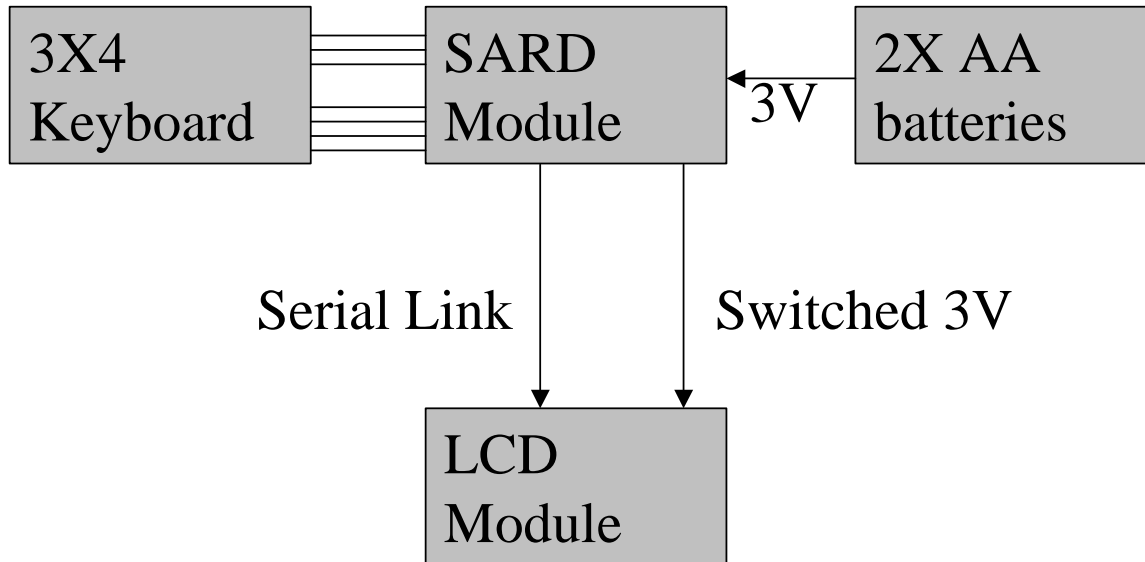 3X4
Keyboard
SARD
Module
3V
2X AA
batteries
Serial Link
Switched 3V
LCD
Module